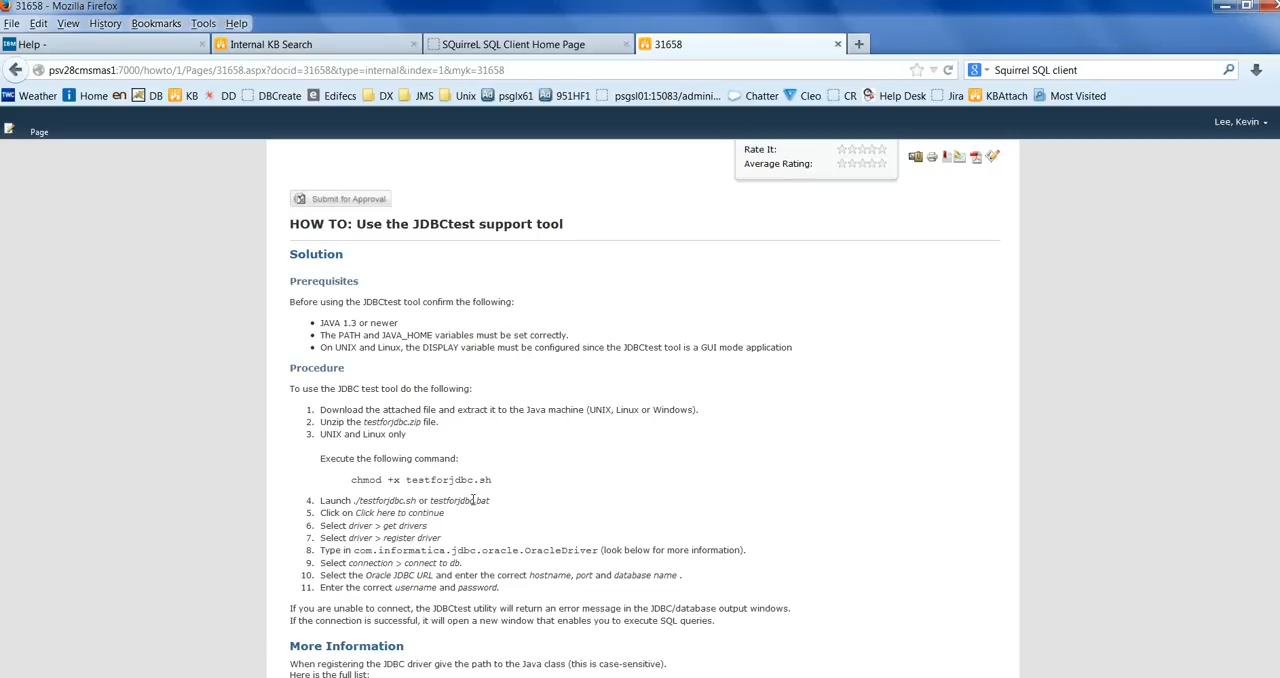 31658 - Mozilla Firefox
File Edit View History Bookmarks Tools Help
IBM Help -
Internal KB Search
SQuirreL SQL Client Home Page
31658
psv28cmsmas1:7000/howto/1/Pages/31658.aspx?docid=31658&type=internal&index=1&myk=31658
Squirrel SQL client
TWC Weather Home en DB KB DD DBCreate Edifecs DX JMS Unix psglx61 951HF1 psgsl01:15083/admini... Chatter Cleo CR Help Desk Jira KBAttach Most Visited
Page
Lee, Kevin
Rate It:
Average Rating:
Submit for Approval
HOW TO: Use the JDBCtest support tool
Solution
Prerequisites
Before using the JDBCtest tool confirm the following:
• JAVA 1.3 or newer
• The PATH and JAVA_HOME variables must be set correctly.
• On UNIX and Linux, the DISPLAY variable must be configured since the JDBCtest tool is a GUI mode application
Procedure
To use the JDBC test tool do the following:
1. Download the attached file and extract it to the Java machine (UNIX, Linux or Windows).
2. Unzip the testforjdbc.zip file.
3. UNIX and Linux only
Execute the following command:
chmod +x testforjdbc.sh
4. Launch ./testforjdbc.sh or testforjdbc.bat
5. Click on Click here to continue
6. Select driver > get drivers
7. Select driver > register driver
8. Type in com.informatica.jdbc.oracle.OracleDriver (look below for more information).
9. Select connection > connect to db.
10. Select the Oracle JDBC URL and enter the correct hostname, port and database name .
11. Enter the correct username and password.
If you are unable to connect, the JDBCtest utility will return an error message in the JDBC/database output windows.
If the connection is successful, it will open a new window that enables you to execute SQL queries.
More Information
When registering the JDBC driver give the path to the Java class (this is case-sensitive).
Here is the full list: